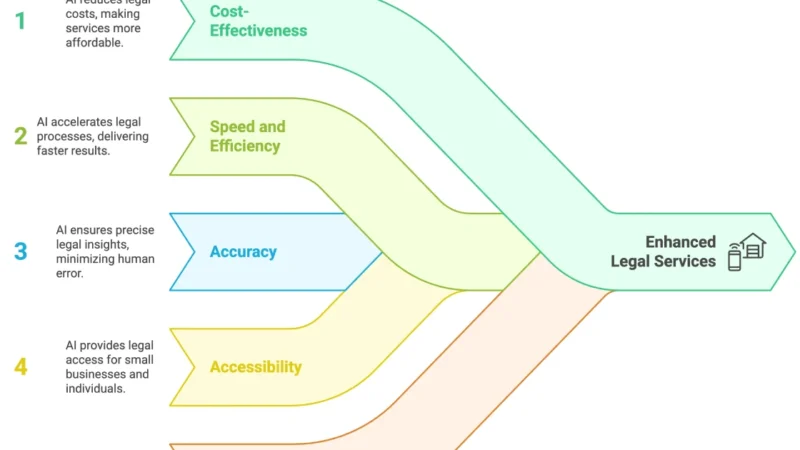 AI reduces legal
costs, making
services more
affordable.
1
Cost-
Effectiveness
AI accelerates legal
processes, delivering
faster results.
2
Speed and
Efficiency
AI ensures precise
legal insights,
minimizing human
error.
3
Accuracy
Enhanced
Legal Services
AI provides legal
access for small
businesses and
individuals.
4
Accessibility